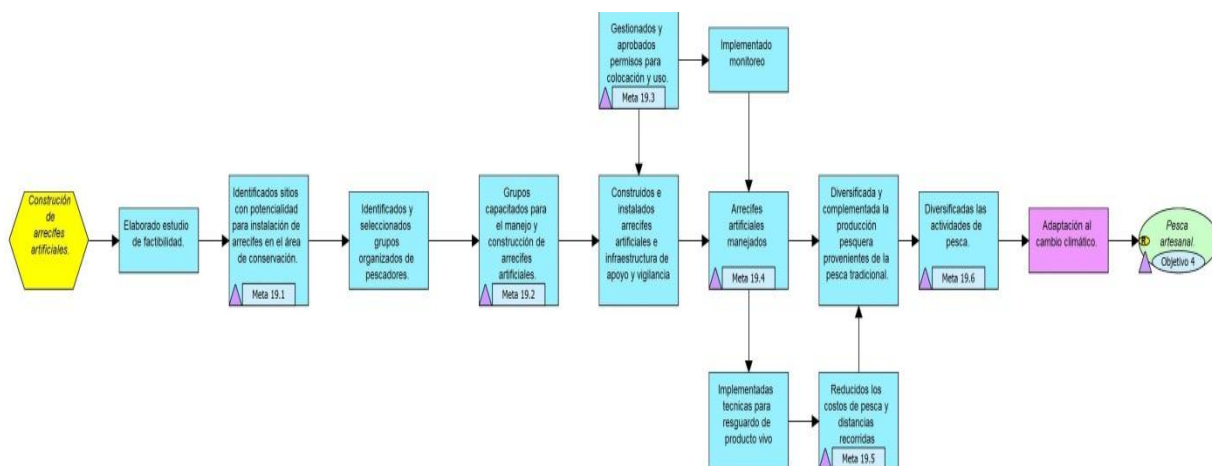 Gestionados y
aprobados
permisos para
colocación y uso.
Meta 19.3
Implementado
monitoreo
Construción
de
arrecifes
artificiales.
Elaborado estudio
de factibilidad.
Identificados sitios
con potencialidad
para instalación de
arrecifes en el área
de conservación.
Meta 19.1
Identificados y
seleccionados
grupos
organizados de
pescadores.
Grupos
capacitados para
el manejo y
construcción de
arrecifes
artificiales.
Meta 19.2
Construidos e
instalados
arrecifes
artificiales e
infraestructura de
apoyo y vigilancia
Arrecifes
artificiales
manejados
Meta 19.4
Diversificada y
complementada la
producción
pesquera
provenientes de la
pesca tradicional.
Diversificadas las
actividades de
pesca.
Meta 19.6
Adaptación al
cambio climático.
Pesca
artesanal.
Objetivo 4
Implementadas
tecnicas para
resguardo de
producto vivo
Reducidos los
costos de pesca y
distancias
recorridas
Meta 19.5